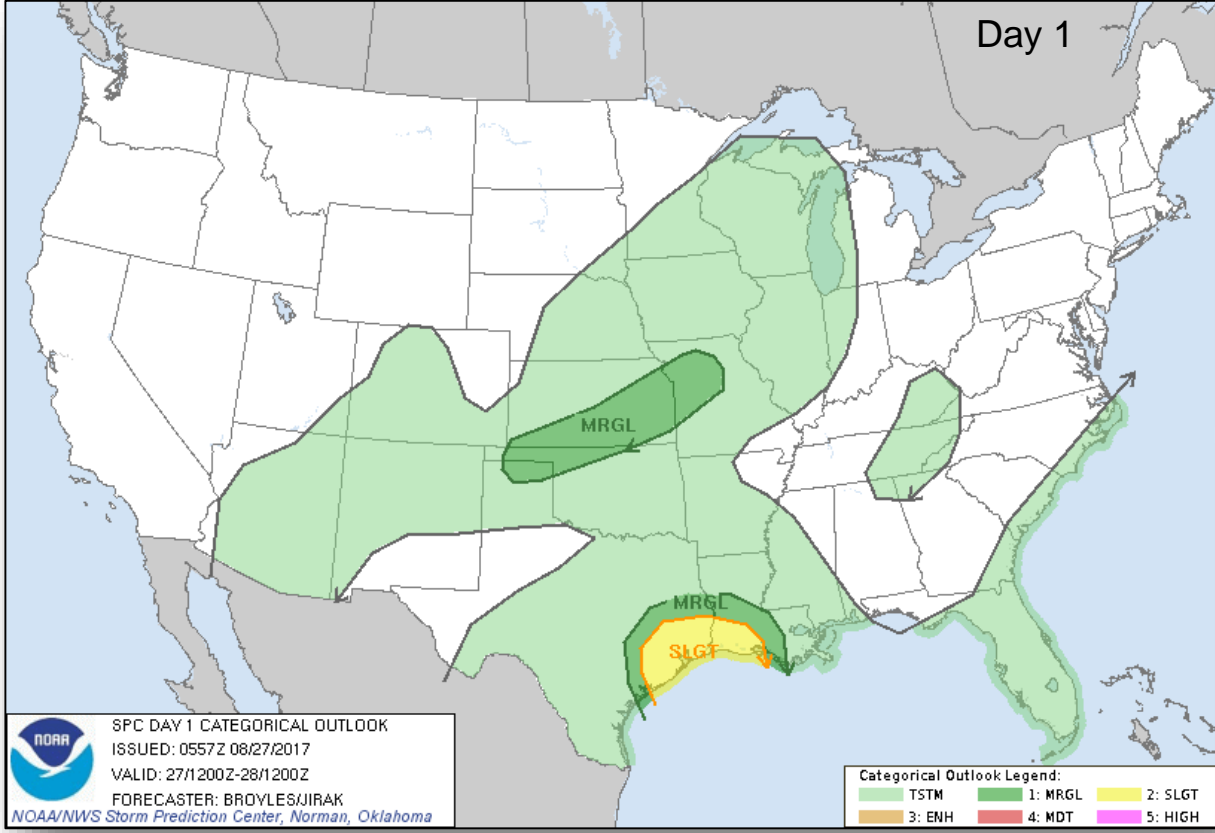 Day 1
MRGL
MRGL
SLGT
NOAA
SPC DAY 1 CATEGORICAL OUTLOOK
ISSUED: 0557Z 08/27/2017
VALID: 27/1200Z-28/1200Z
FORECASTER: BROYLES/JIRAK
NOAA/NWS Storm Prediction Center, Norman, Oklahoma
Categorical Outlook Legend:
TSTM 1: MRGL 2: SLGT
3: ENH 4: MDT 5: HIGH